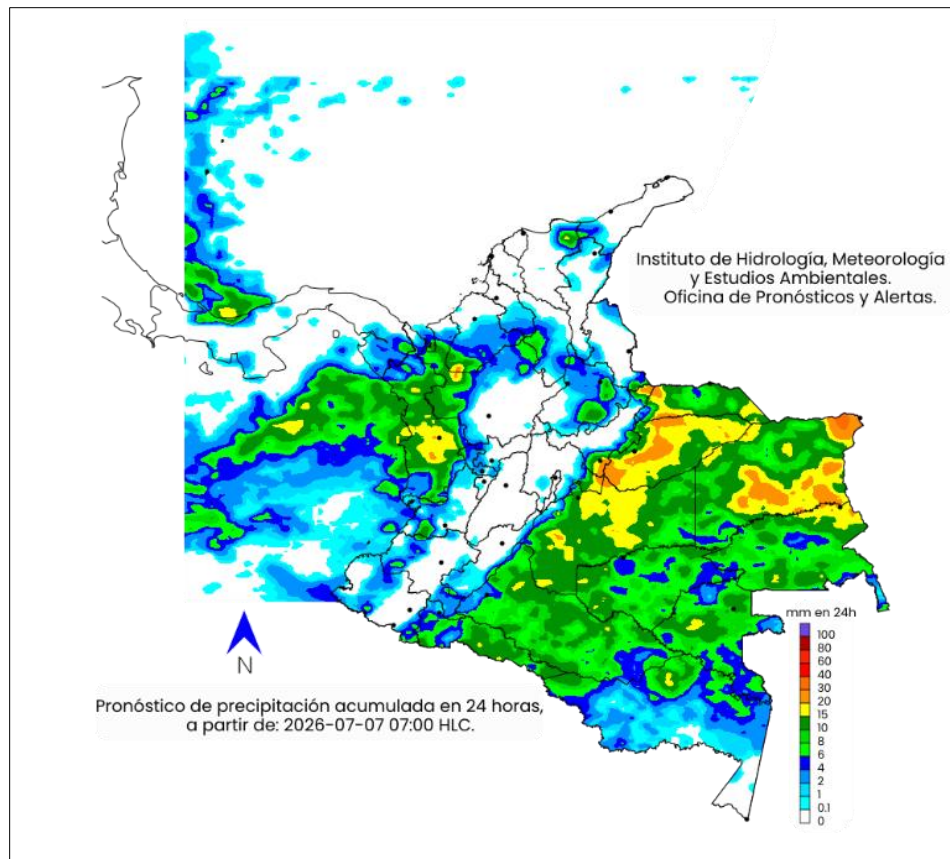 Instituto de Hidrología, Meteorología
y Estudios Ambientales.
Oficina de Pronósticos y Alertas.
mm en 24h
100
80
60
40
30
20
15
10
8
6
4
2
1
0.1
0
N
Pronóstico de precipitación acumulada en 24 horas,
a partir de: 2026-07-07 07:00 HLC.